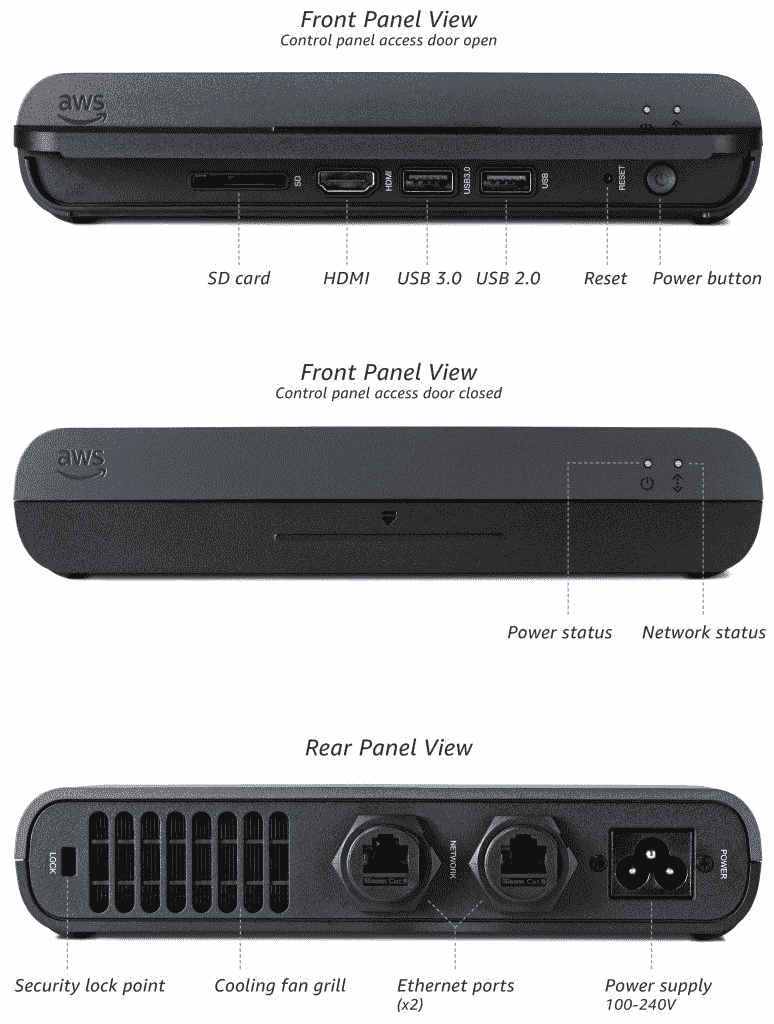 Front Panel View
Control panel access door open
aws
SD
HDMI
USB3.0
USB
RESET
SD card
HDMI
USB 3.0
USB 2.0
Reset
Power button
Front Panel View
Control panel access door closed
aws
Power status
Network status
Rear Panel View
LOCK
NETWORK
POWER
Security lock point
Cooling fan grill
Ethernet ports
(x2)
Power supply
100-240V